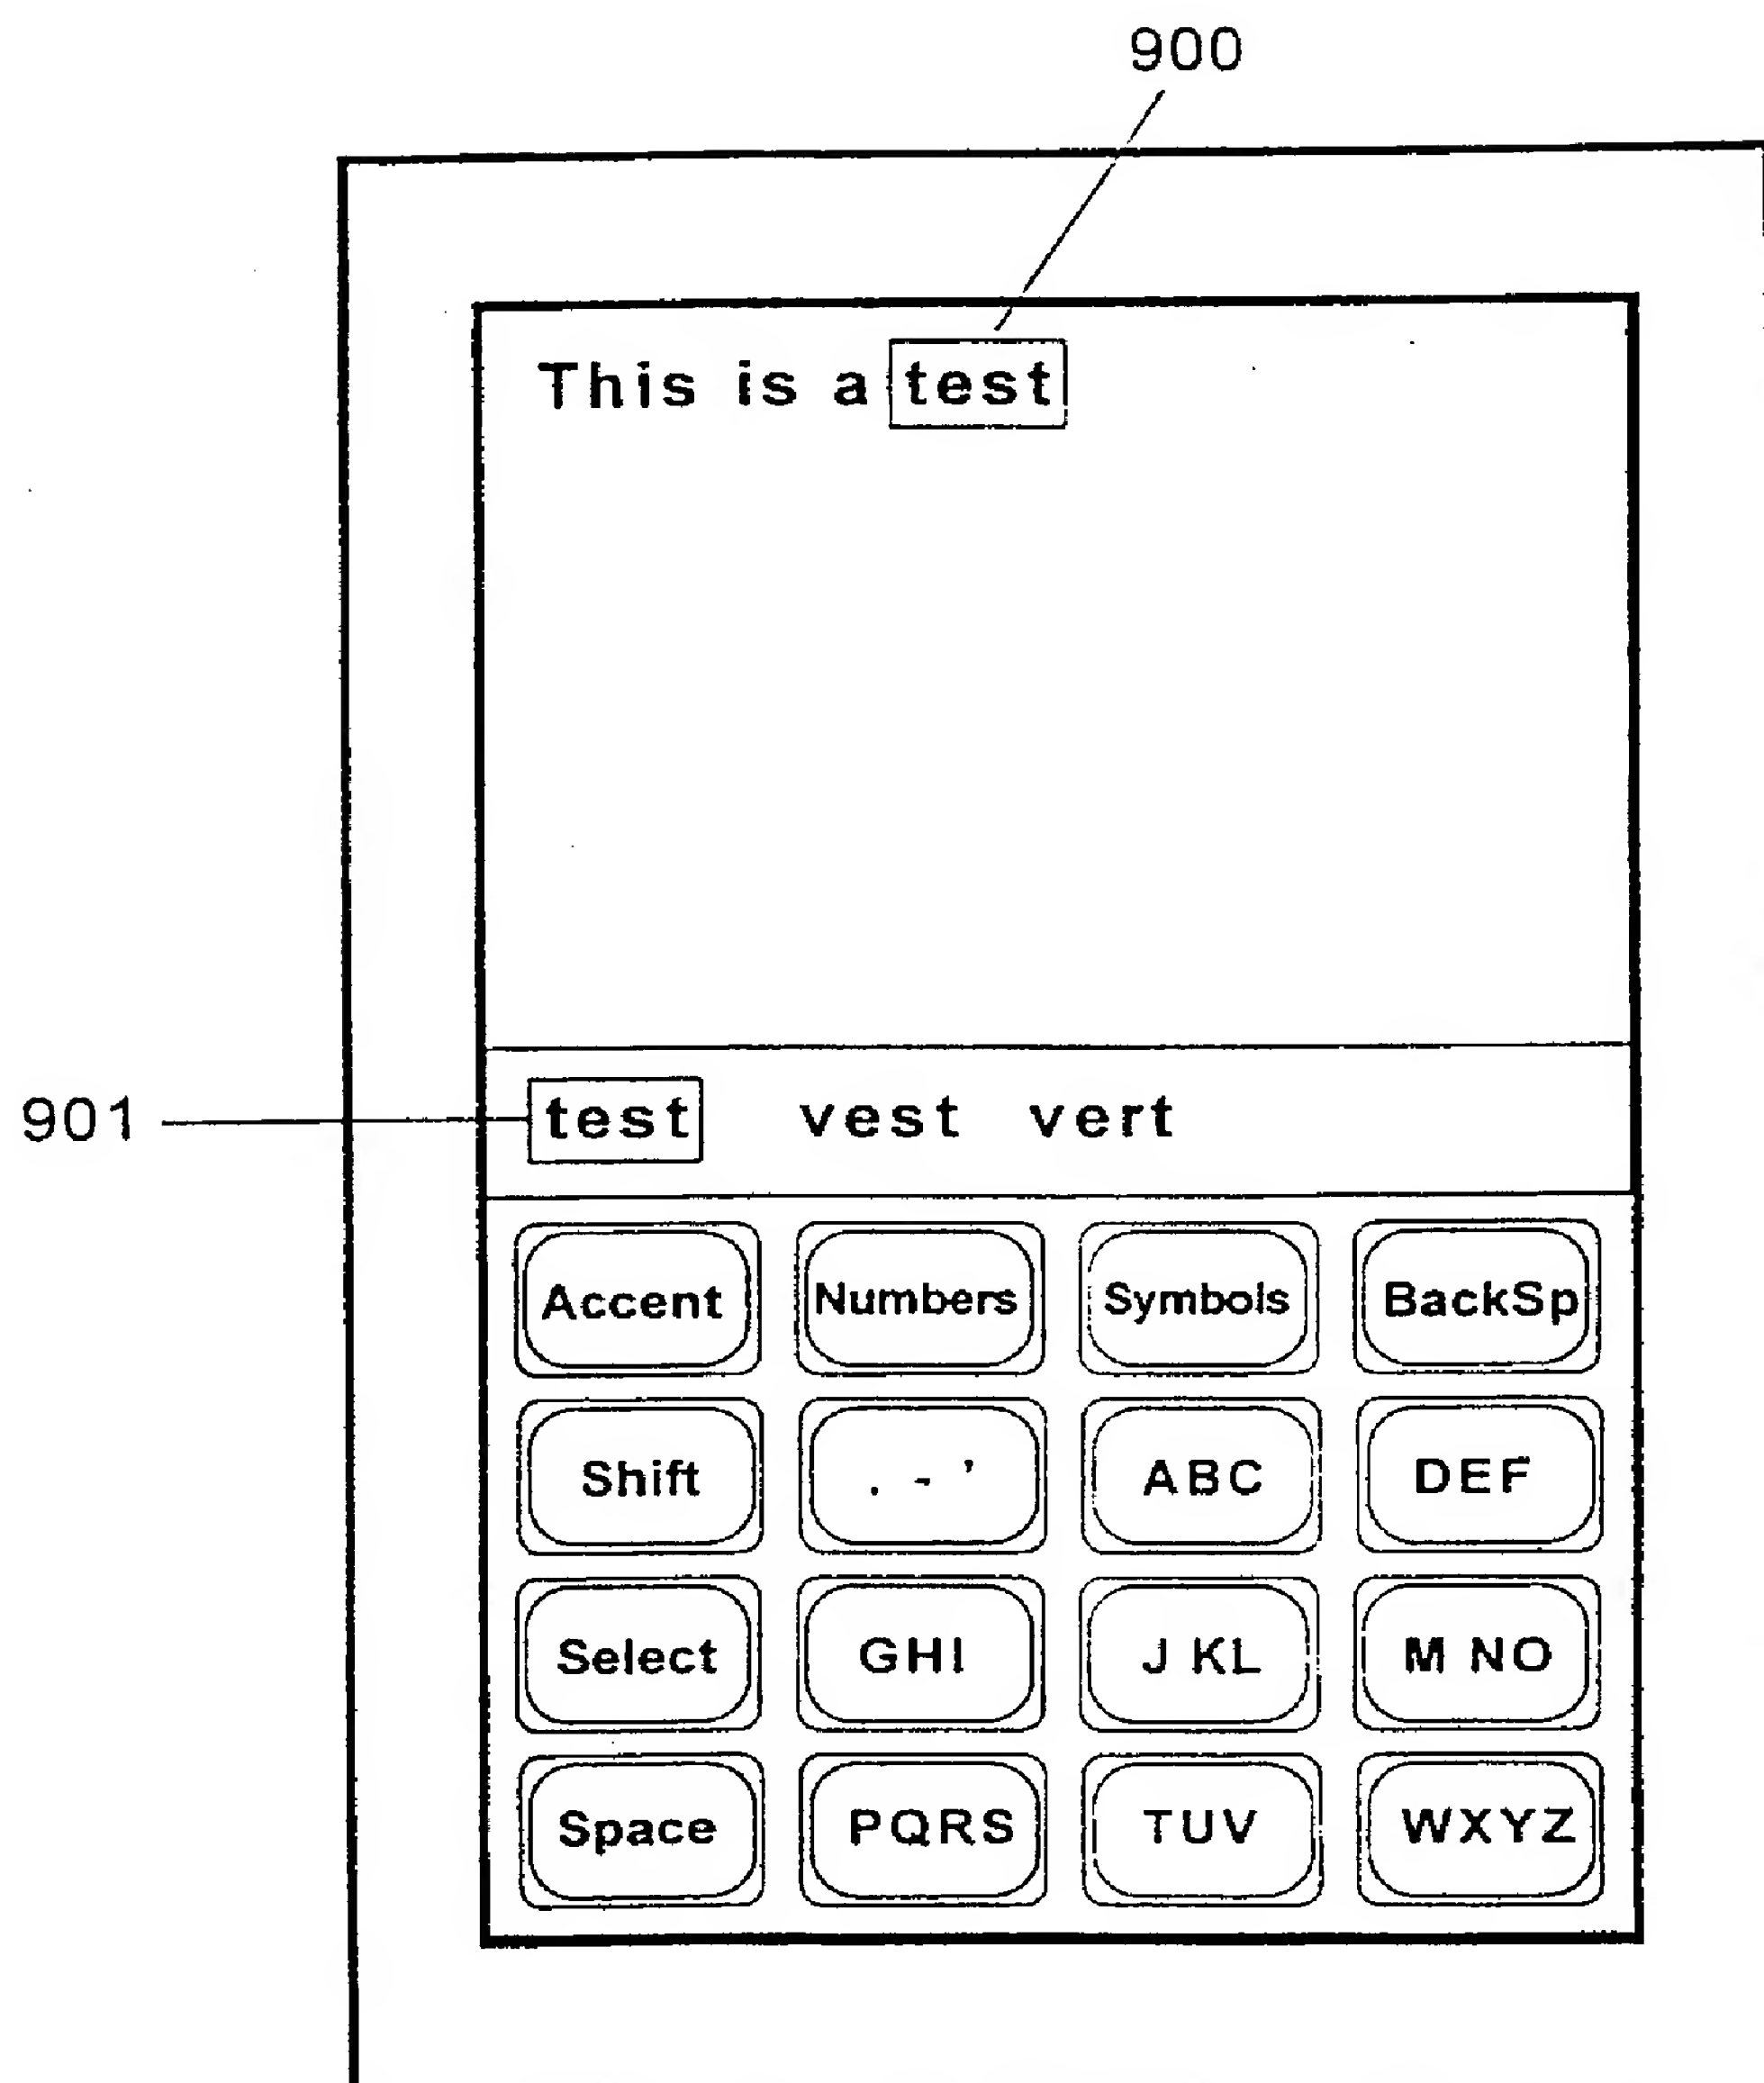 900
This is a test
901 test vest vert
Accent Numbers Symbols BackSp
Shift . - ' ABC DEF
Select GHI J KL M NO
Space PQRS TUV WXYZ